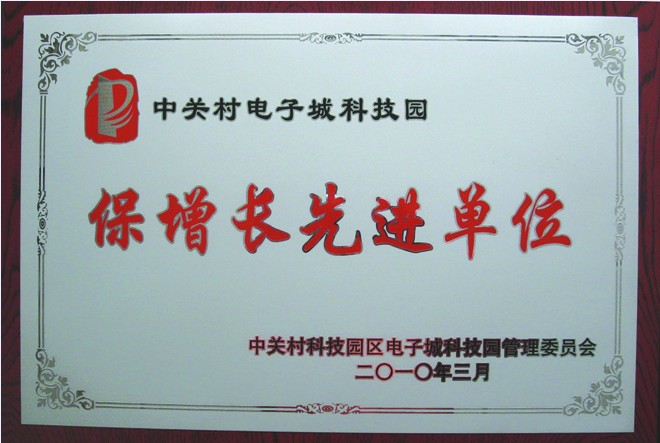 中关村电子城科技园
保增长先进单位
中关村科技园区电子城科技园管理委员会
二〇一〇年三月